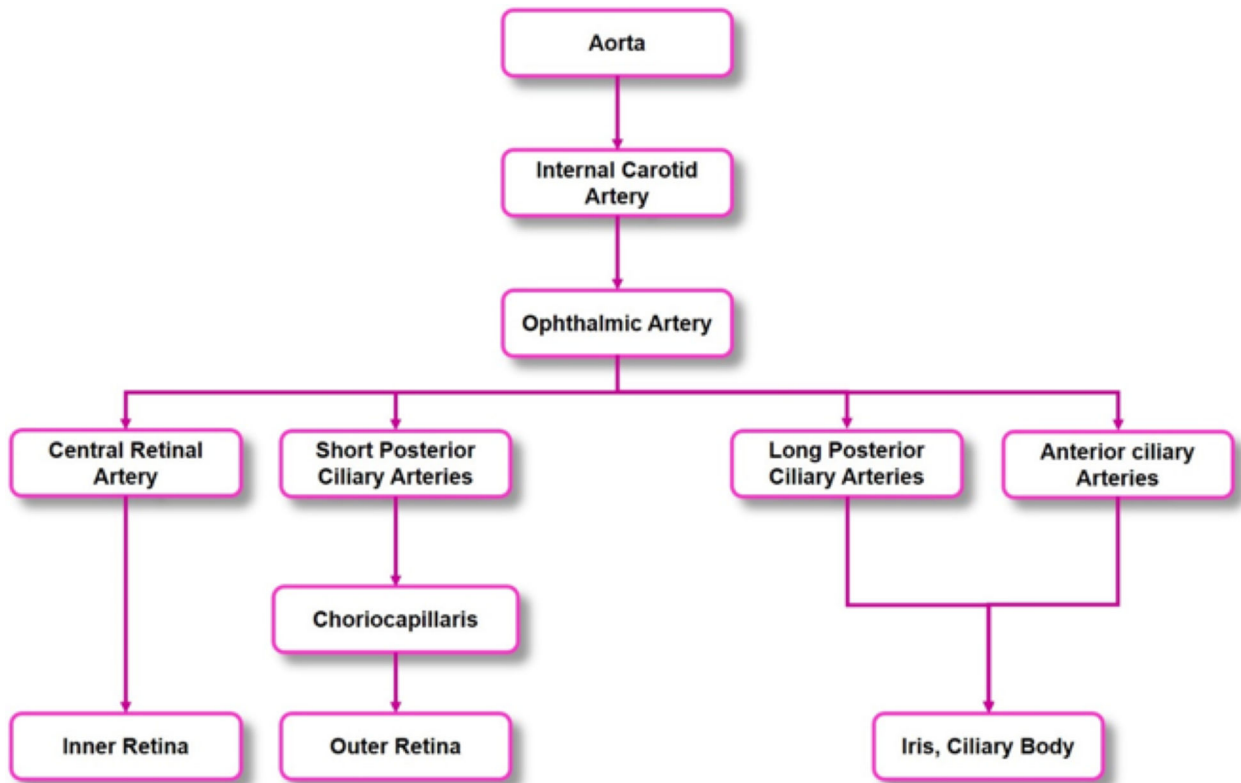 Aorta
Internal Carotid
Artery
Ophthalmic Artery
Central Retinal
Artery
Short Posterior
Ciliary Arteries
Long Posterior
Ciliary Arteries
Anterior ciliary
Arteries
Choriocapillaris
Inner Retina
Outer Retina
Iris, Ciliary Body